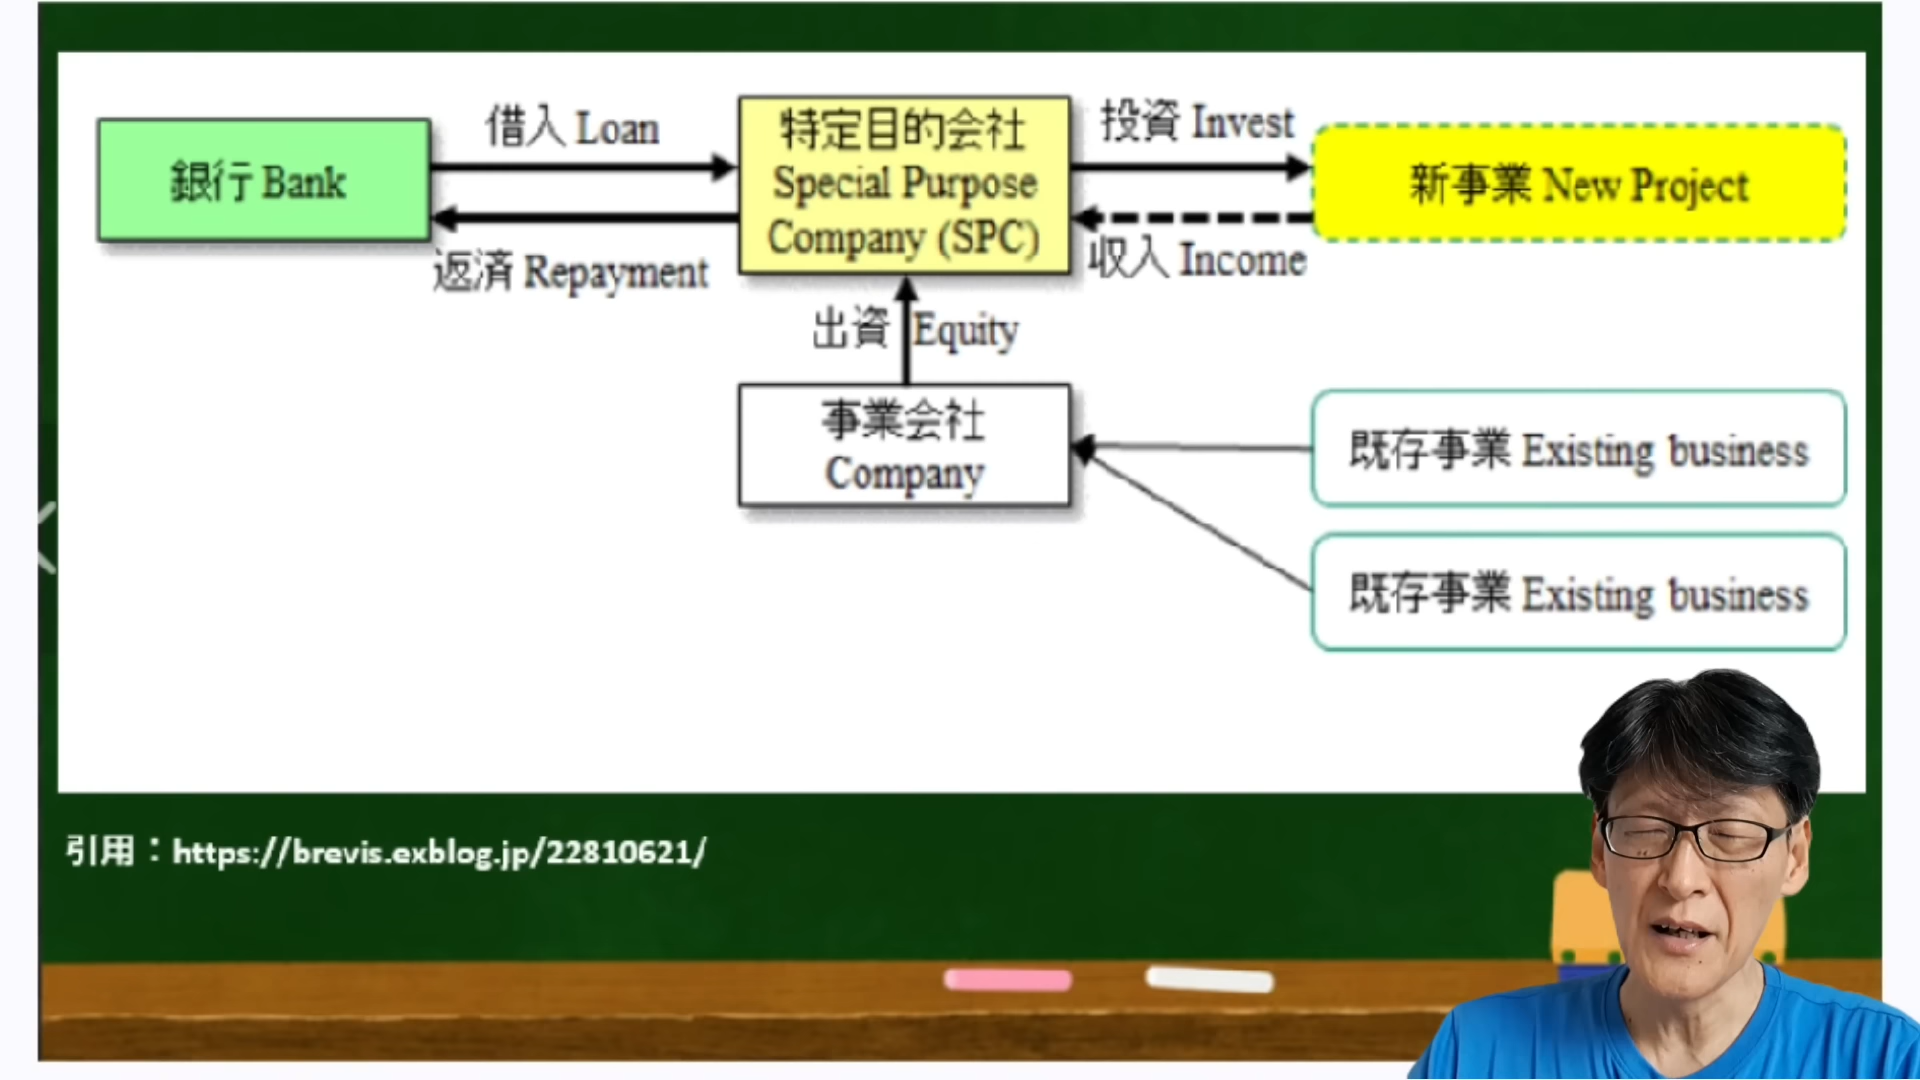 借入 Loan
投資 Invest
銀行 Bank
特定目的会社
Special Purpose
Company (SPC)
新事業 New Project
返済 Repayment
収入 Income
出資 Equity
事業会社
Company
既存事業 Existing business
既存事業 Existing business
引用：https://brevis.exblog.jp/22810621/